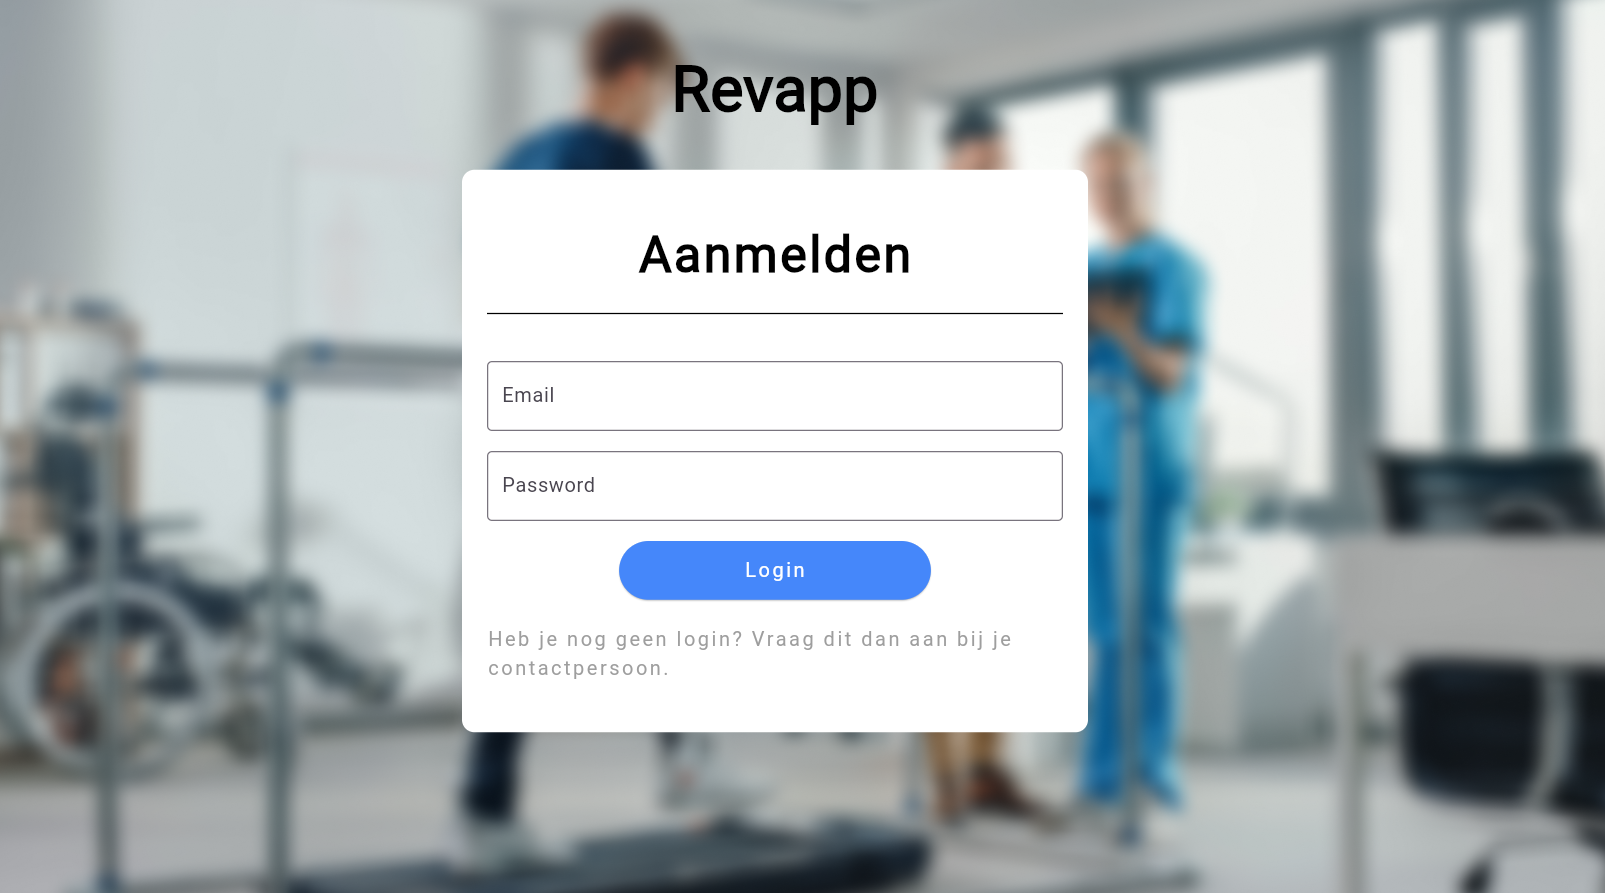 Revapp
Aanmelden
Email
Password
Login
Heb je nog geen login? Vraag dit dan aan bij je
contactpersoon.